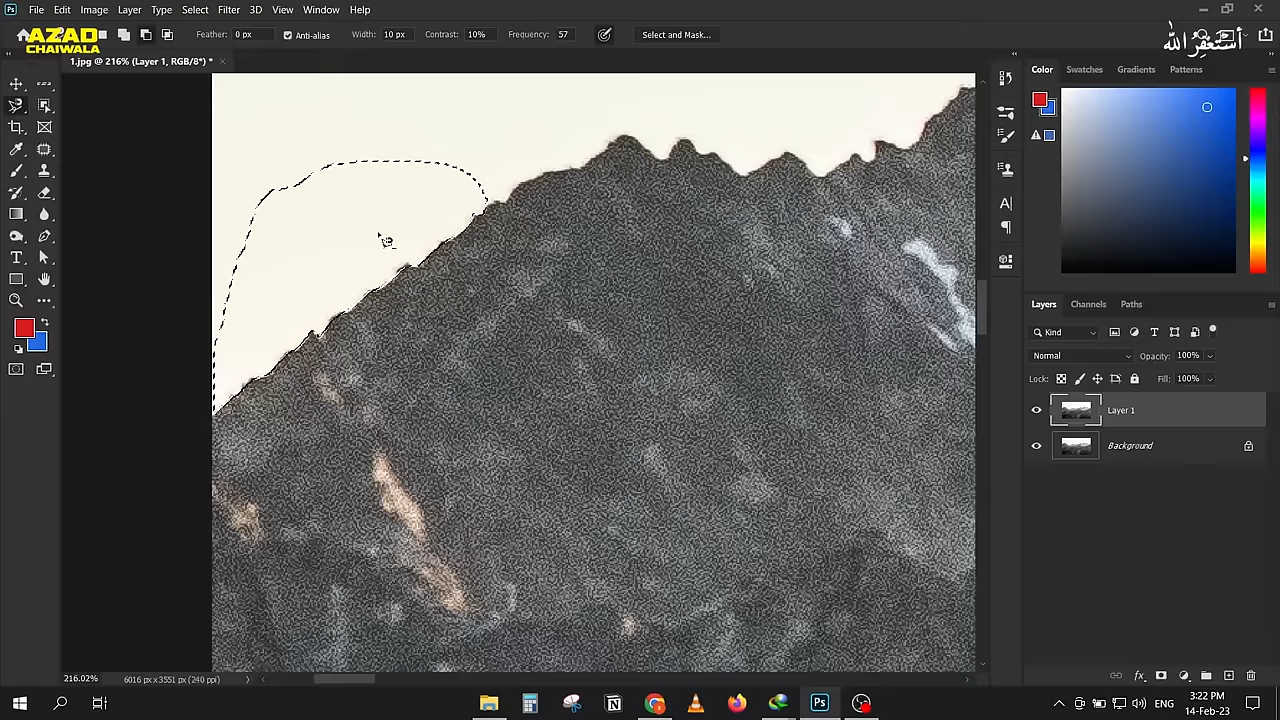 File Edit Image Layer Type Select Filter 3D View Window Help
AZAD
CHAIWALA
Feather: 0 px Anti-alias Width: 10 px Contrast: 10% Frequency: 57 Select and Mask...
أستغفر الله
1.jpg @ 216% (Layer 1, RGB/8*) *
Color Swatches Gradients Patterns
Layers Channels Paths
Kind
Normal Opacity: 100%
Lock: Fill: 100%
Layer 1
Background
216.02% 6016 px x 3551 px (240 ppi)
ENG
3:22 PM
14-Feb-23